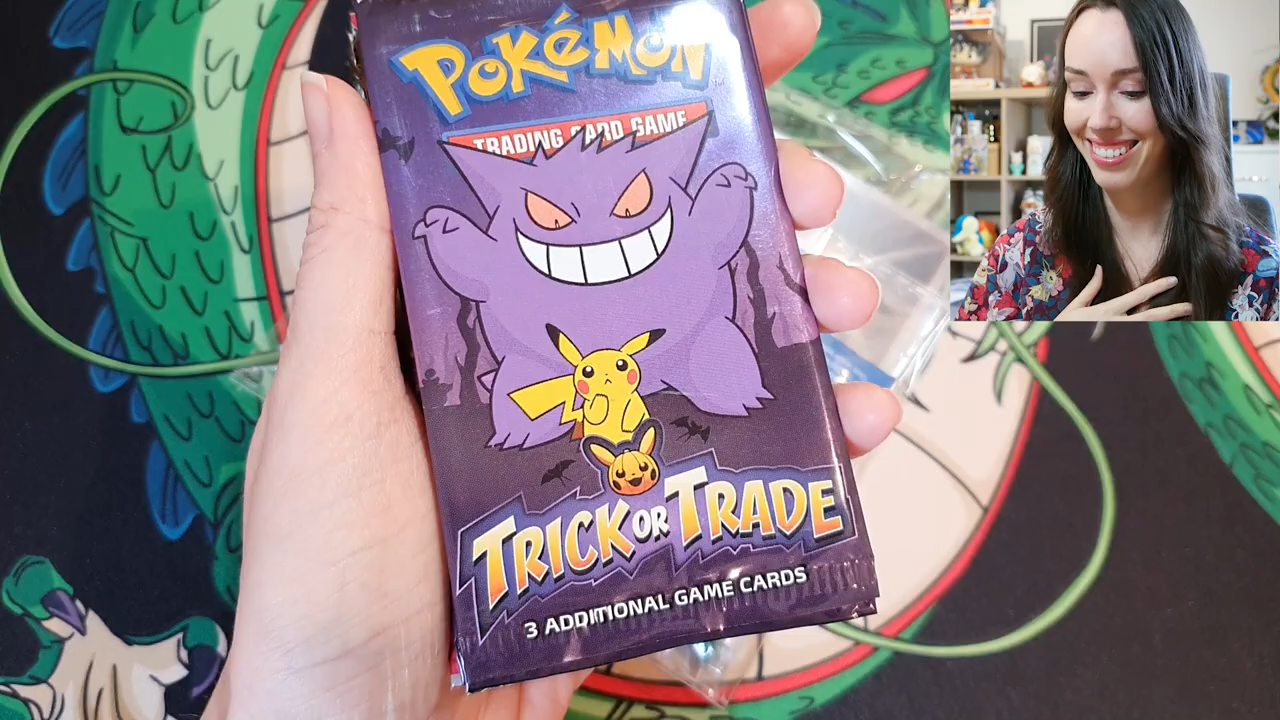 POKéMON
TRADING CARD GAME
TRICK OR TRADE
3 ADDITIONAL GAME CARDS